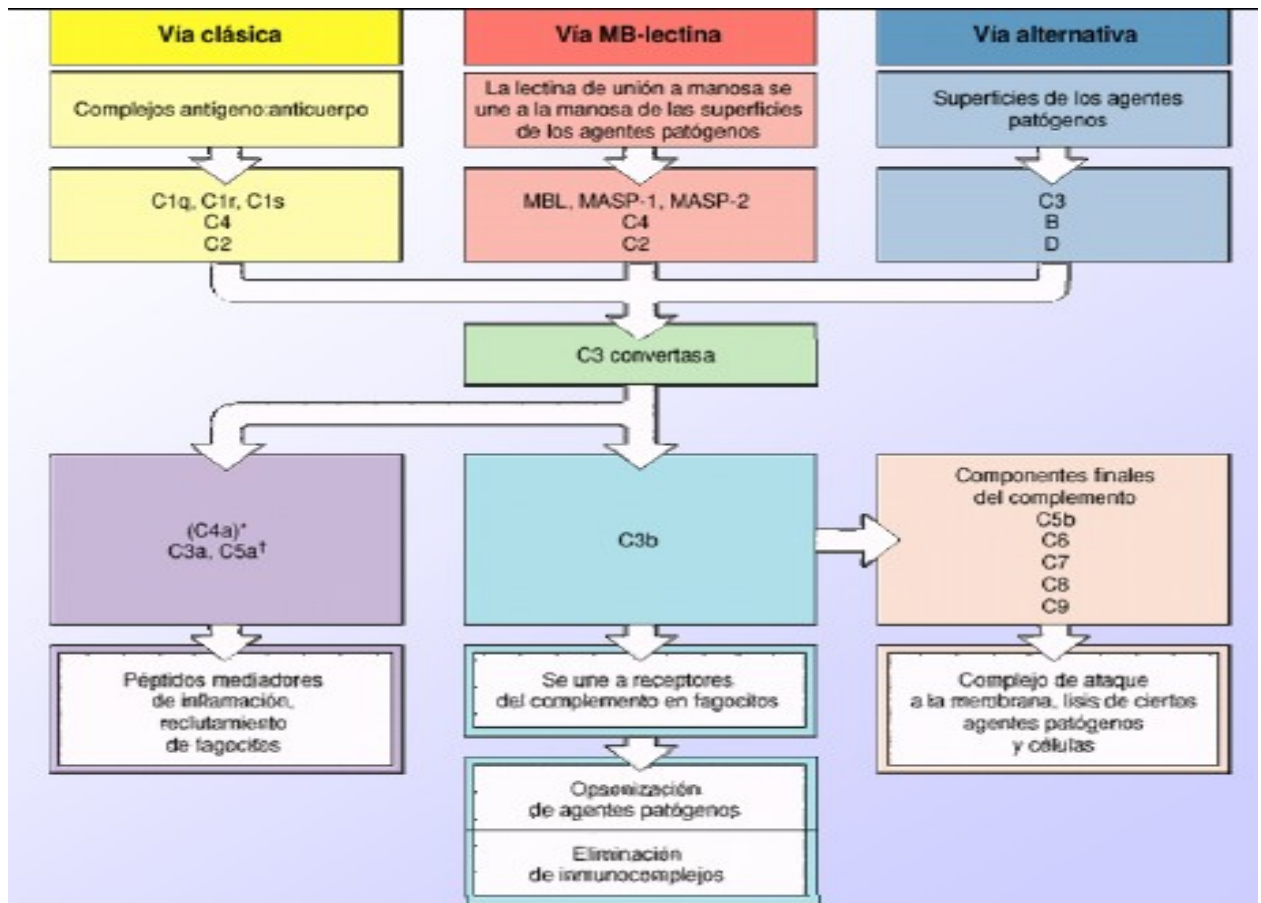 Vía clásica
Complejos antígeno:anticuerpo
C1q, C1r, C1s
C4
C2
Vía MB-lectina
La lectina de unión a manosa se
une a la manosa de las superficies
de los agentes patógenos
MBL, MASP-1, MASP-2
C4
C2
Vía alternativa
Superficies de los agentes
patógenos
C3
B
D
C3 convertasa
(C4a)*
C3a, C5a†
Péptidos mediadores
de inflamación,
reclutamiento
de fagocitos
C3b
Se une a receptores
del complemento en fagocitos
Opsonización
de agentes patógenos
Eliminación
de inmunocomplejos
Componentes finales
del complemento
C5b
C6
C7
C8
C9
Complejo de ataque
a la membrana, lisis de ciertos
agentes patógenos
y células